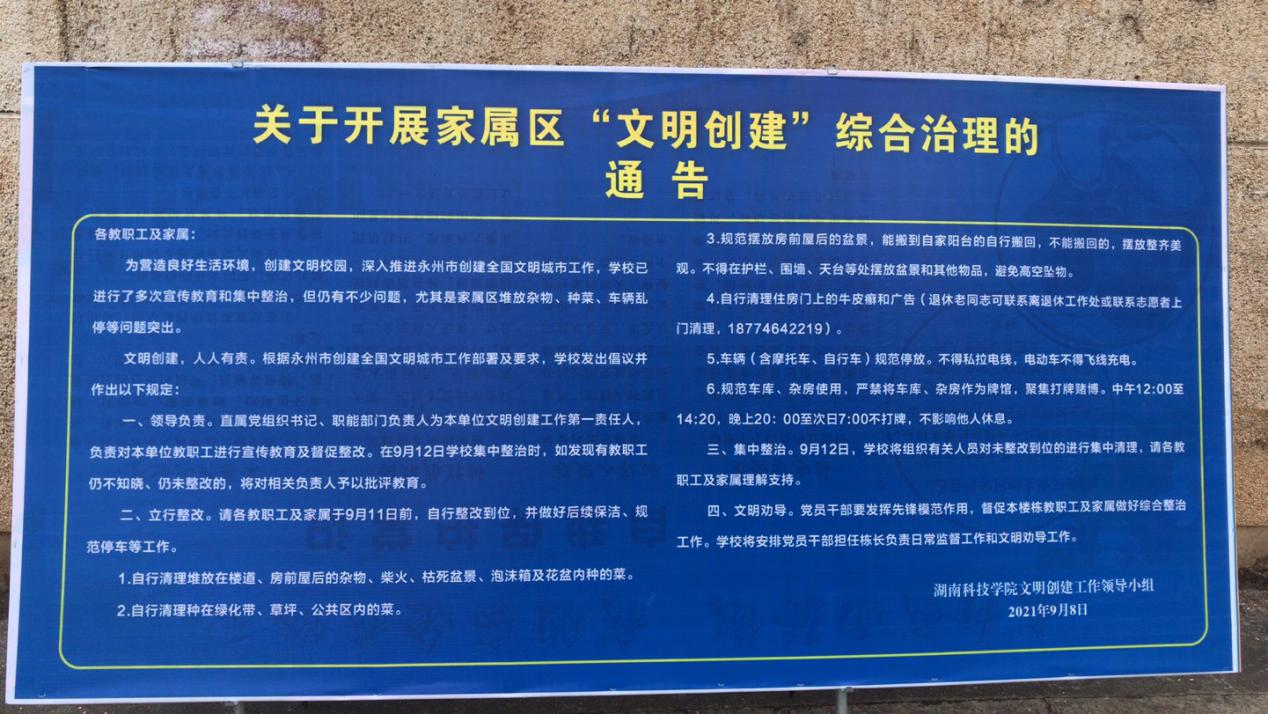 关于开展家属区“文明创建”综合治理的
通 告
各教职工及家属：
为营造良好生活环境，创建文明校园，深入推进永州市创建全国文明城市工作，学校已
进行了多次宣传教育和集中整治，但仍有不少问题，尤其是家属区堆放杂物、种菜、车辆乱
停等问题突出。
文明创建，人人有责。根据永州市创建全国文明城市工作部署及要求，学校发出倡议并
作出以下规定：
一、领导负责。直属党组织书记、职能部门负责人为本单位文明创建工作第一责任人，
负责对本单位教职工进行宣传教育及督促整改。在9月12日学校集中整治时，如发现有教职工
仍不知晓、仍未整改的，将对相关负责人予以批评教育。
二、立行整改。请各教职工及家属于9月11日前，自行整改到位，并做好后续保洁、规
范停车等工作。
1.自行清理堆放在楼道、房前屋后的杂物、柴火、枯死盆景、泡沫箱及花盆内种的菜。
2.自行清理种在绿化带、草坪、公共区内的菜。
3.规范摆放房前屋后的盆景，能搬到自家阳台的自行搬回，不能搬回的，摆放整齐美
观。不得在护栏、围墙、天台等处摆放盆景和其他物品，避免高空坠物。
4.自行清理住房门上的牛皮癣和广告（退休老同志可联系离退休工作处或联系志愿者上
门清理，18774642219）。
5.车辆（含摩托车、自行车）规范停放。不得私拉电线，电动车不得飞线充电。
6.规范车库、杂房使用，严禁将车库、杂房作为牌馆，聚集打牌赌博。中午12:00至
14:20，晚上20：00至次日7:00不打牌，不影响他人休息。
三、集中整治。9月12日，学校将组织有关人员对未整改到位的进行集中清理，请各教
职工及家属理解支持。
四、文明劝导。党员干部要发挥先锋模范作用，督促本楼栋教职工及家属做好综合整治
工作。学校将安排党员干部担任栋长负责日常监督工作和文明劝导工作。
湖南科技学院文明创建工作领导小组
2021年9月8日